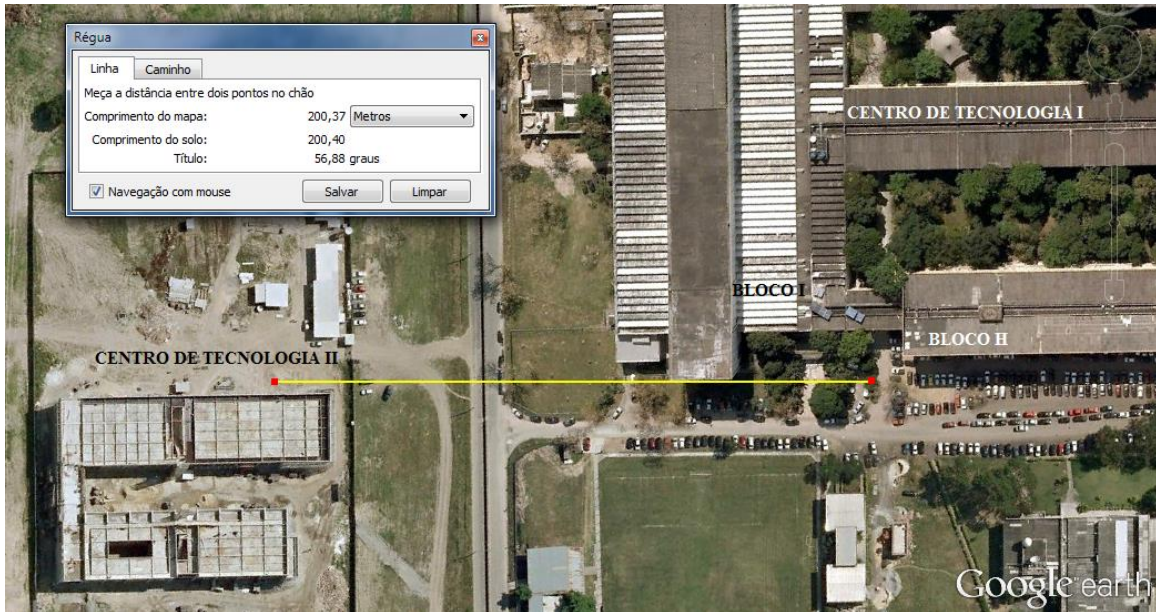 Régua
Linha Caminho
Meça a distância entre dois pontos no chão
Comprimento do mapa: 200,37 Metros
Comprimento do solo: 200,40
Título: 56,88 graus
Navegação com mouse Salvar Limpar
CENTRO DE TECNOLOGIA I
BLOCO I
BLOCO H
CENTRO DE TECNOLOGIA II
Google earth